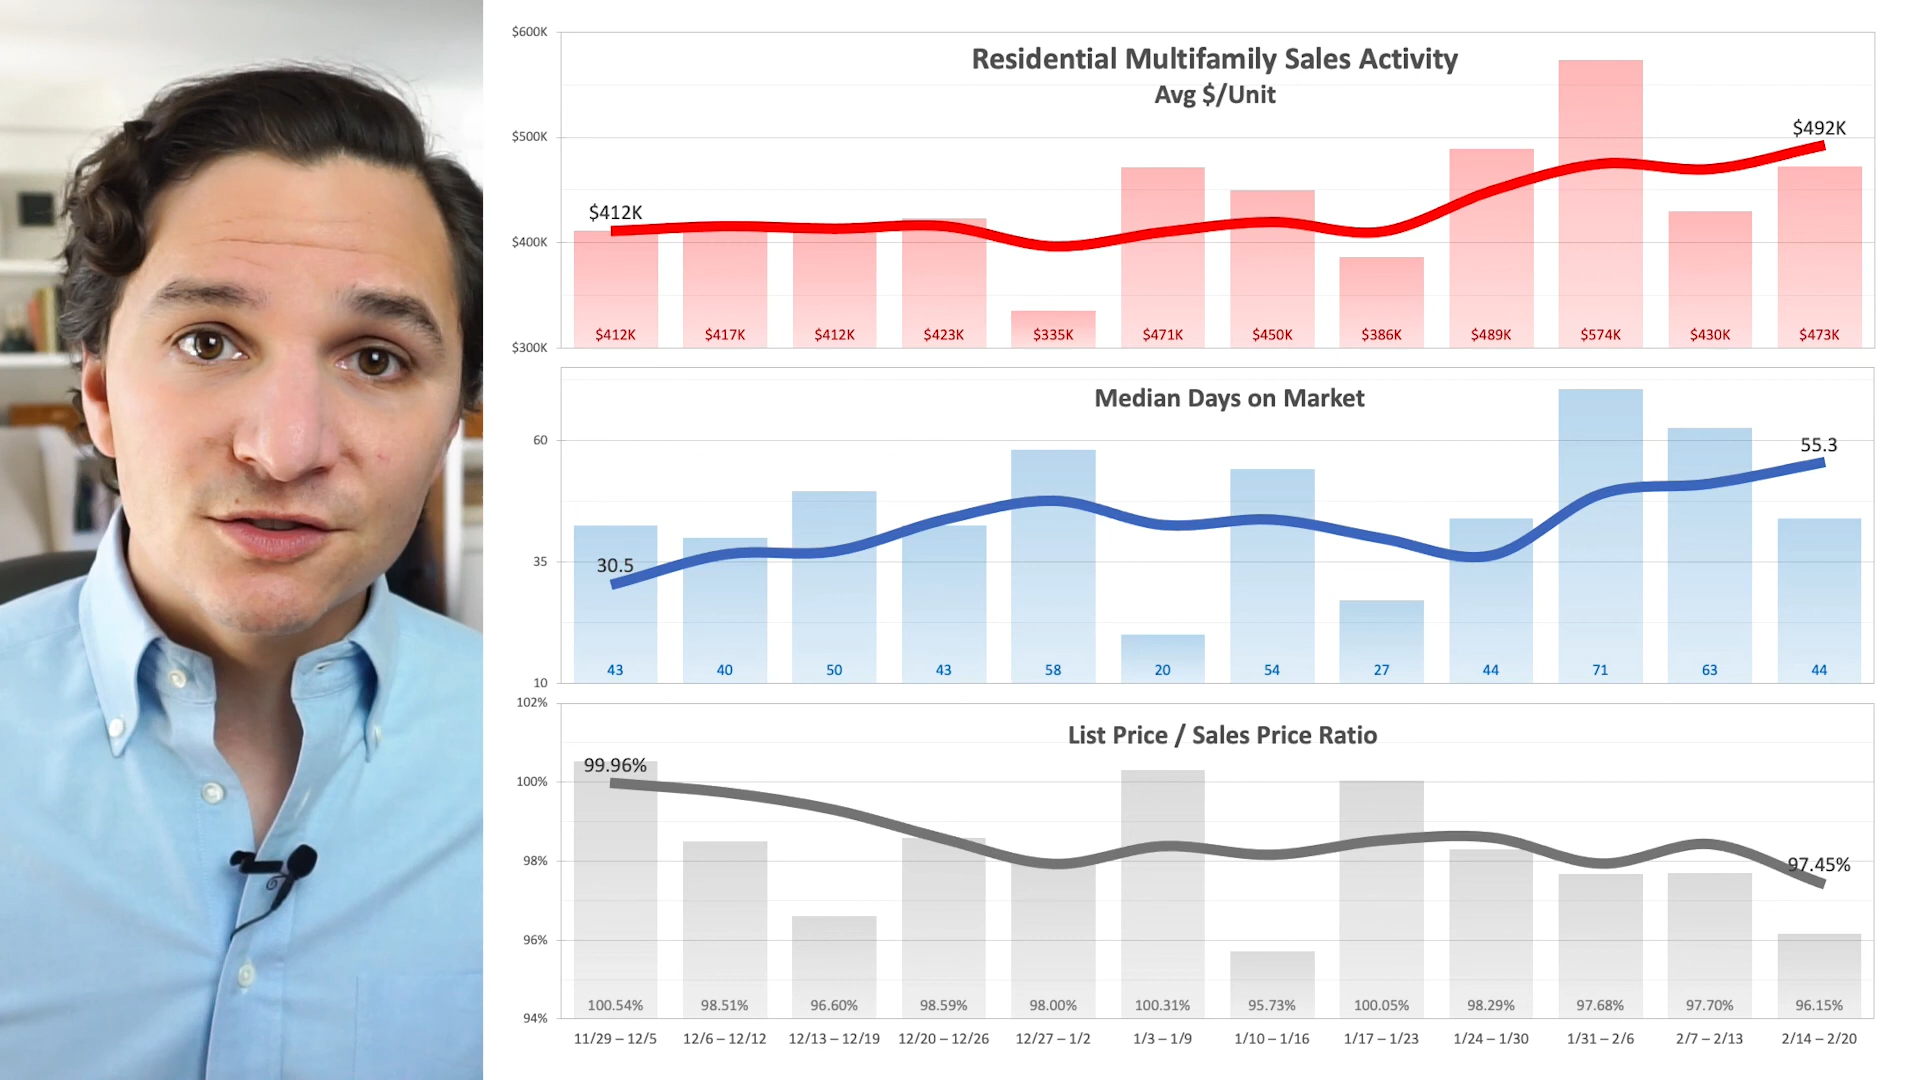 Residential Multifamily Sales Activity
Avg $/Unit
$600K
$500K
$400K
$300K
$412K
$492K
$412K $417K $412K $423K $335K $471K $450K $386K $489K $574K $430K $473K
Median Days on Market
60
35
10
30.5
55.3
43 40 50 43 58 20 54 27 44 71 63 44
List Price / Sales Price Ratio
102%
100%
98%
96%
94%
99.96%
97.45%
100.54% 98.51% 96.60% 98.59% 98.00% 100.31% 95.73% 100.05% 98.29% 97.68% 97.70% 96.15%
11/29 – 12/5 12/6 – 12/12 12/13 – 12/19 12/20 – 12/26 12/27 – 1/2 1/3 – 1/9 1/10 – 1/16 1/17 – 1/23 1/24 – 1/30 1/31 – 2/6 2/7 – 2/13 2/14 – 2/20